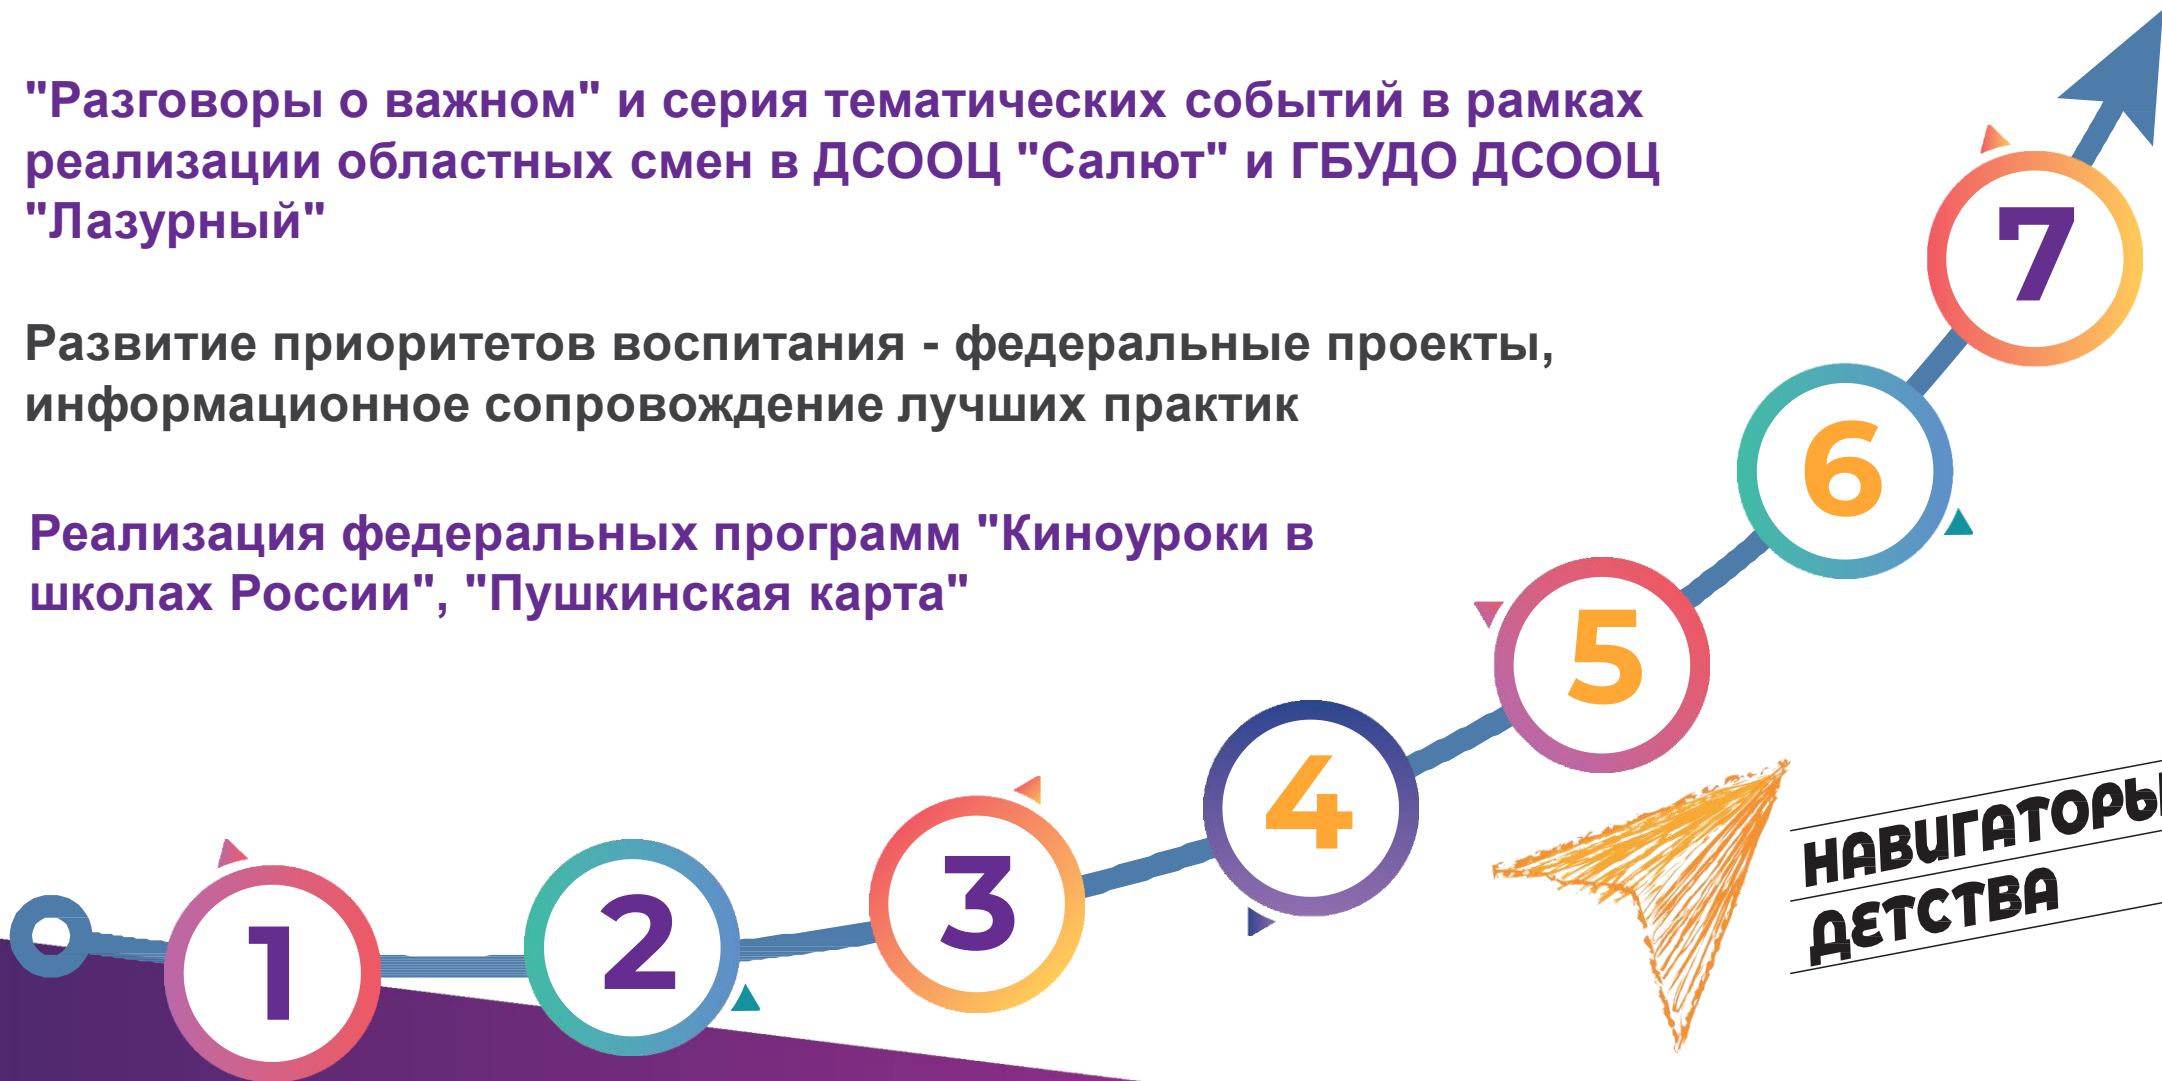 "Разговоры о важном" и серия тематических событий в рамках
реализации областных смен в ДСООЦ "Салют" и ГБУДО ДСООЦ
"Лазурный"
Развитие приоритетов воспитания - федеральные проекты,
информационное сопровождение лучших практик
Реализация федеральных программ "Киноуроки в
школах России", "Пушкинская карта"
1
2
3
4
5
6
7
НАВИГАТОРЫ
ДЕТСТВА